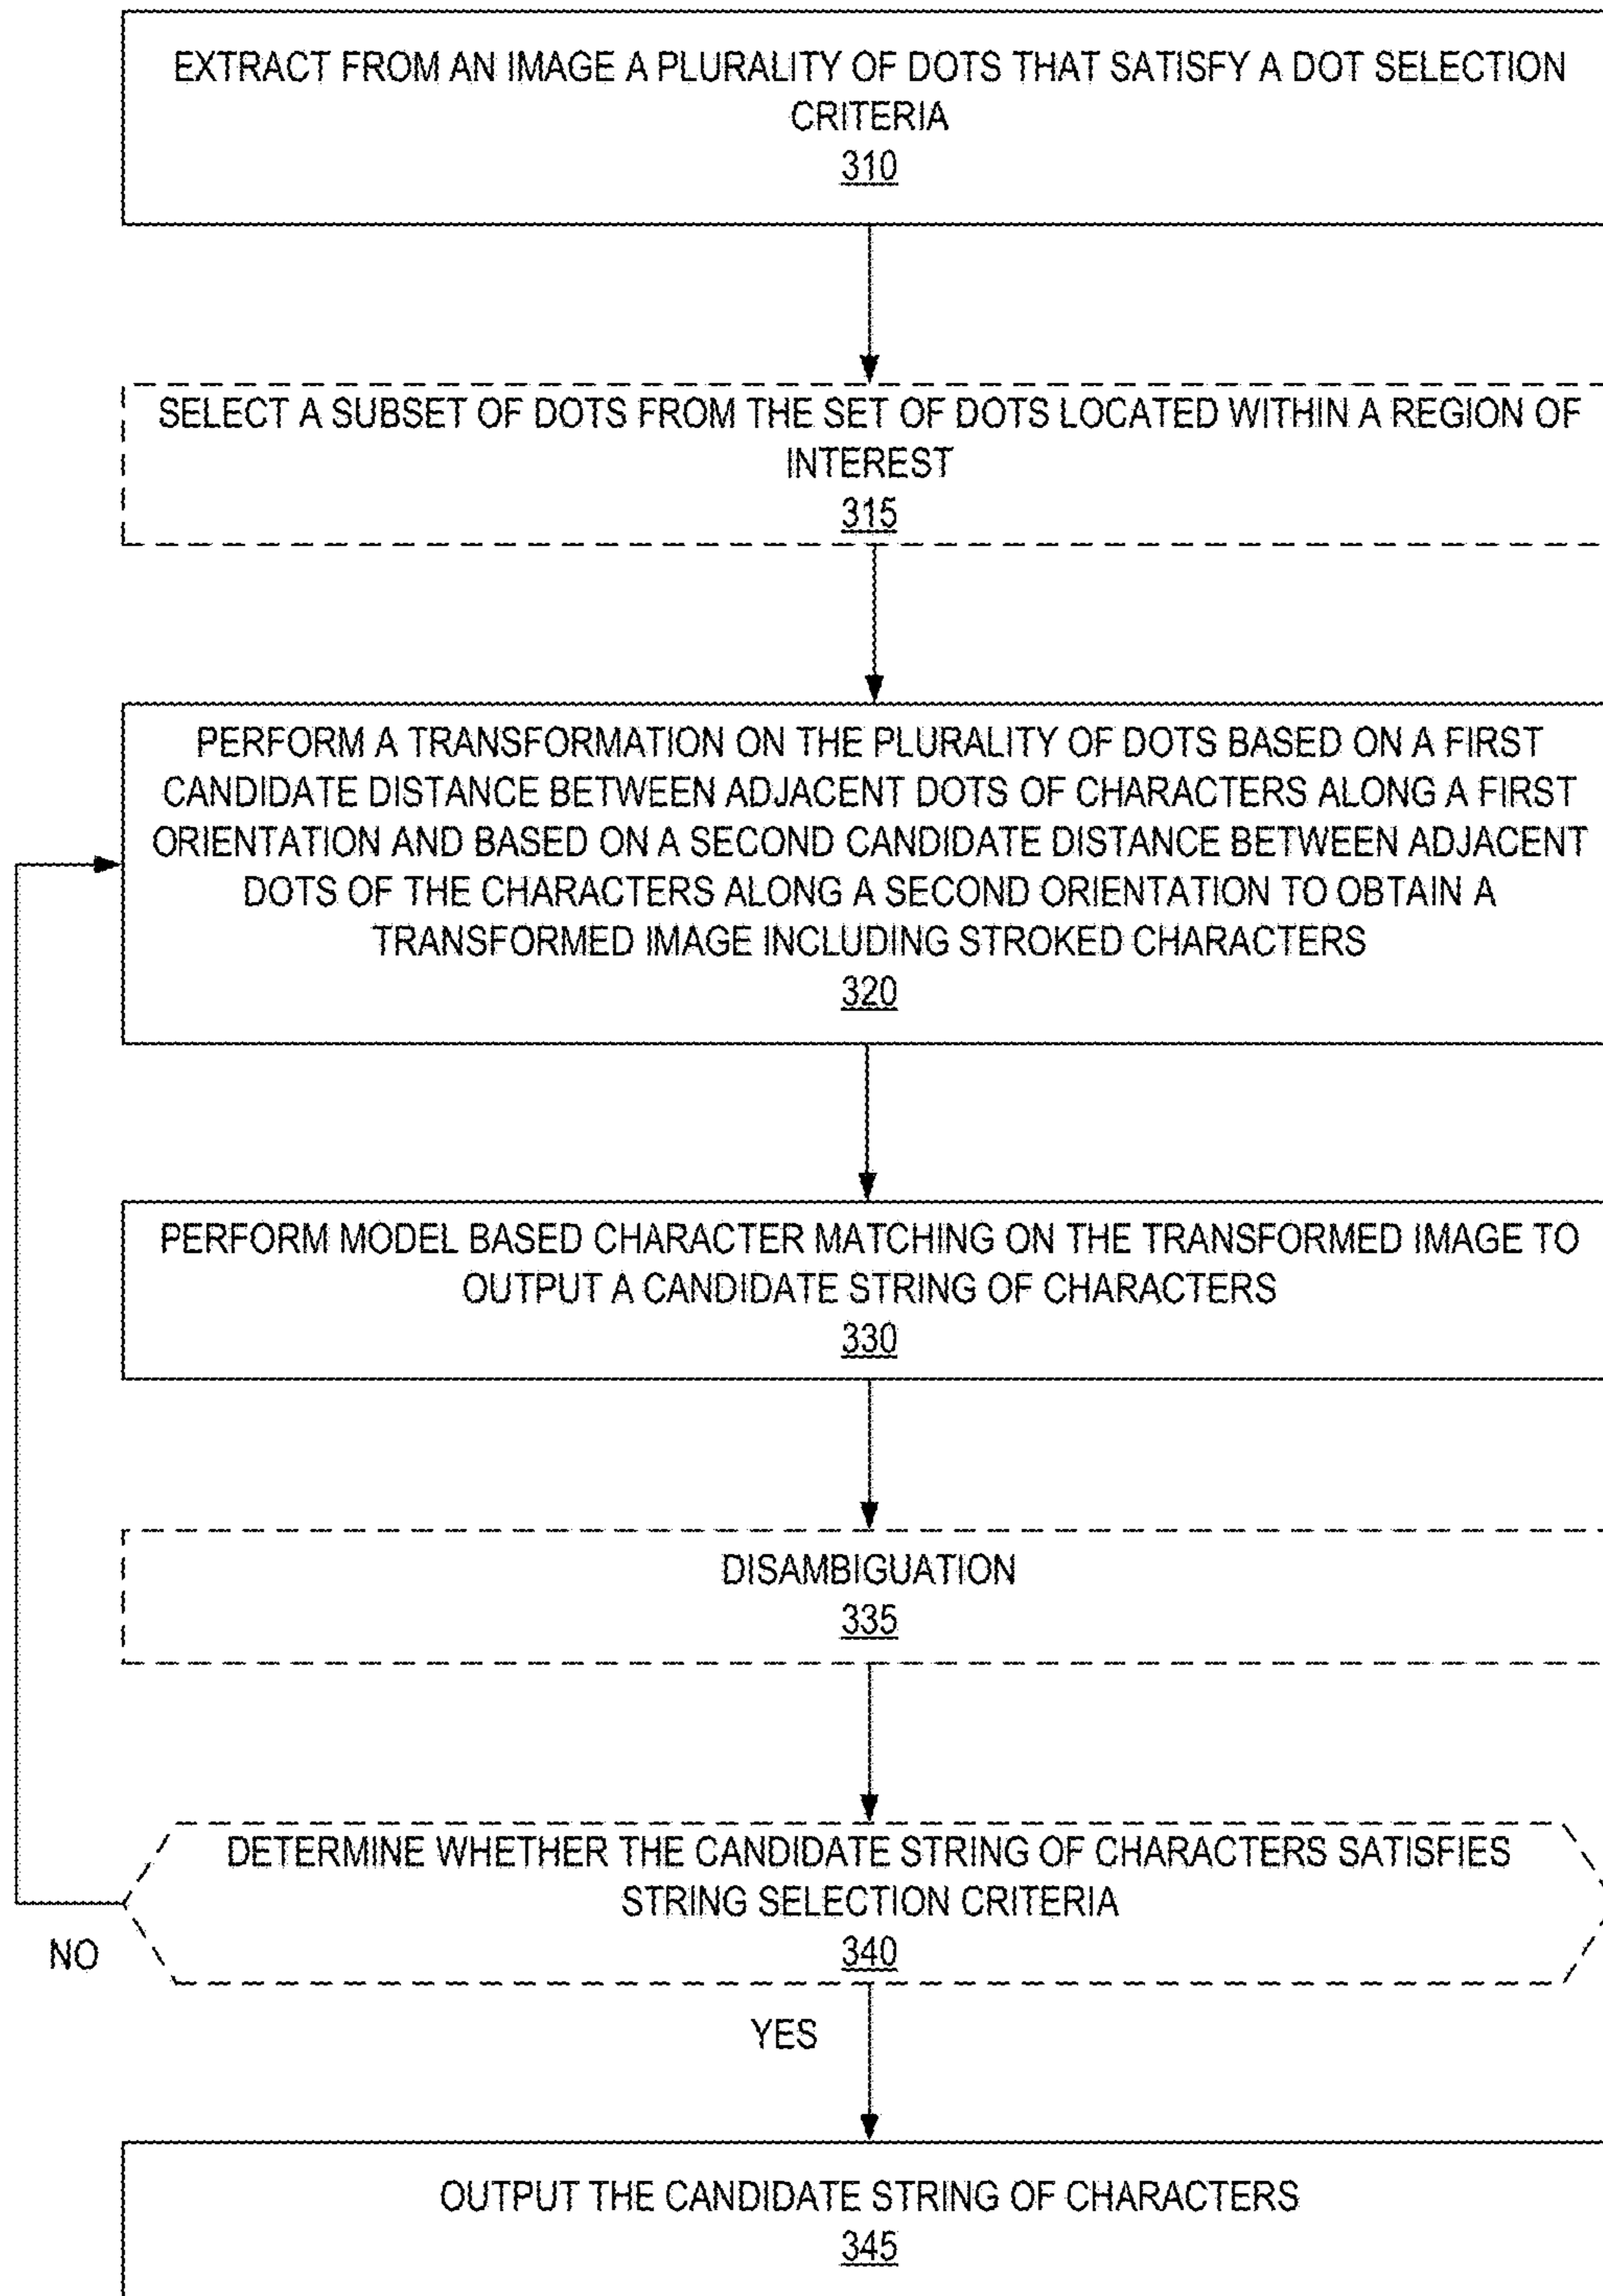 EXTRACT FROM AN IMAGE A PLURALITY OF DOTS THAT SATISFY A DOT SELECTION
CRITERIA
310
SELECT A SUBSET OF DOTS FROM THE SET OF DOTS LOCATED WITHIN A REGION OF
INTEREST
315
PERFORM A TRANSFORMATION ON THE PLURALITY OF DOTS BASED ON A FIRST
CANDIDATE DISTANCE BETWEEN ADJACENT DOTS OF CHARACTERS ALONG A FIRST
ORIENTATION AND BASED ON A SECOND CANDIDATE DISTANCE BETWEEN ADJACENT
DOTS OF THE CHARACTERS ALONG A SECOND ORIENTATION TO OBTAIN A
TRANSFORMED IMAGE INCLUDING STROKED CHARACTERS
320
PERFORM MODEL BASED CHARACTER MATCHING ON THE TRANSFORMED IMAGE TO
OUTPUT A CANDIDATE STRING OF CHARACTERS
330
DISAMBIGUATION
335
DETERMINE WHETHER THE CANDIDATE STRING OF CHARACTERS SATISFIES
STRING SELECTION CRITERIA
340
NO
YES
OUTPUT THE CANDIDATE STRING OF CHARACTERS
345